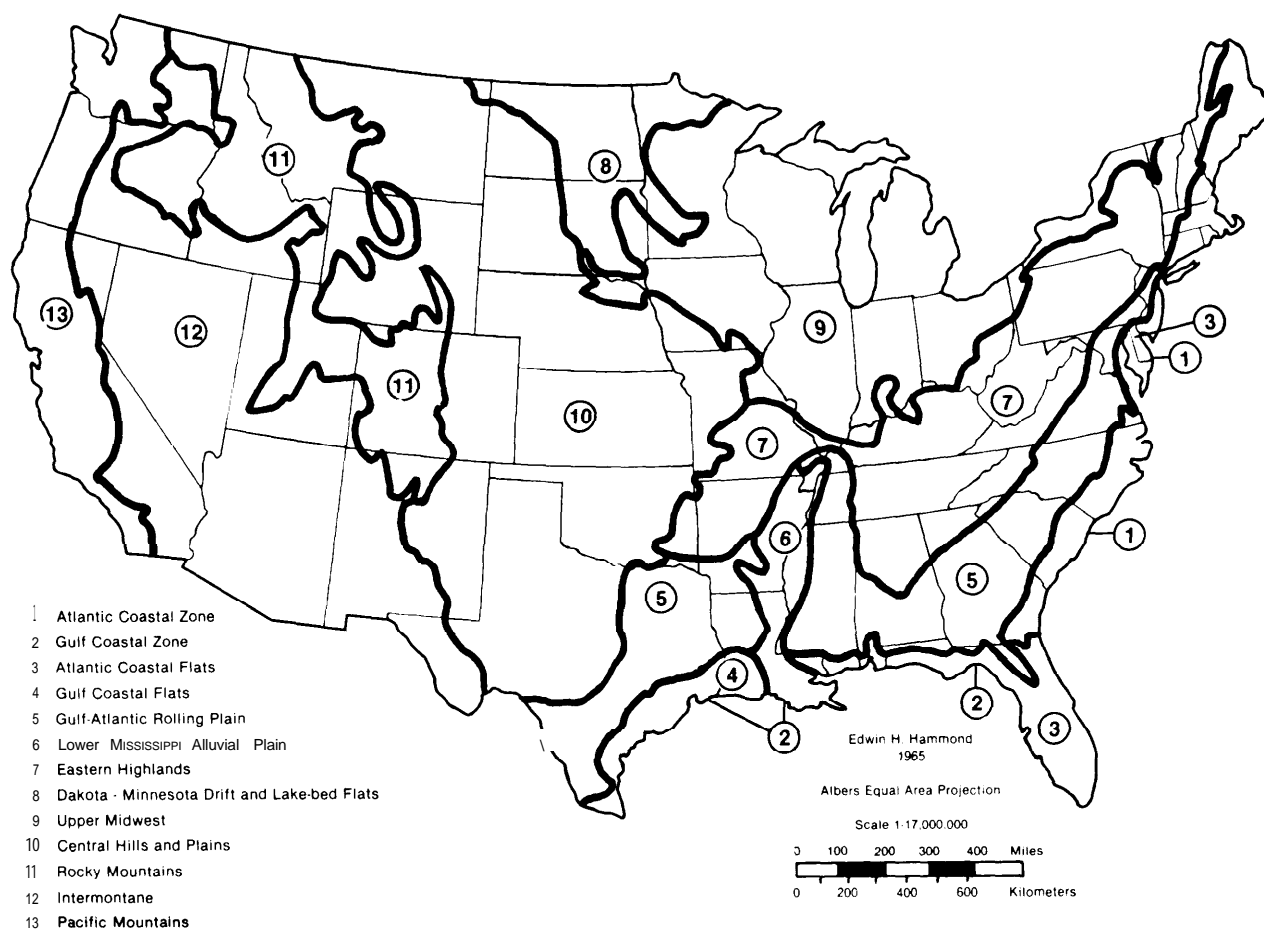 11
8
13
12
9
3
1
11
10
7
7
6
1
5
5
4
2
2
3
1 Atlantic Coastal Zone
2 Gulf Coastal Zone
3 Atlantic Coastal Flats
4 Gulf Coastal Flats
5 Gulf-Atlantic Rolling Plain
6 Lower MISSISSIPPI Alluvial Plain
7 Eastern Highlands
8 Dakota - Minnesota Drift and Lake-bed Flats
9 Upper Midwest
10 Central Hills and Plains
11 Rocky Mountains
12 Intermontane
13 Pacific Mountains
Edwin H. Hammond
1965
Albers Equal Area Projection
Scale 1-17,000.000
0 100 200 300 400 Miles
0 200 400 600 Kilometers